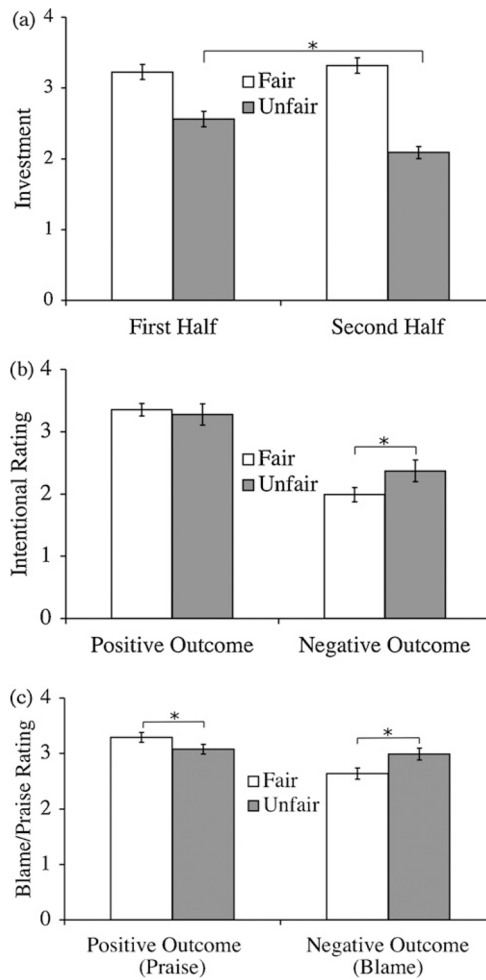 (a)
4
3
2
1
0
Investment
*
Fair
Unfair
First Half
Second Half
(b)
4
3
2
1
0
Intentional Rating
*
Fair
Unfair
Positive Outcome
Negative Outcome
(c)
4
3
2
1
0
Blame/Praise Rating
*
*
Fair
Unfair
Positive Outcome
(Praise)
Negative Outcome
(Blame)